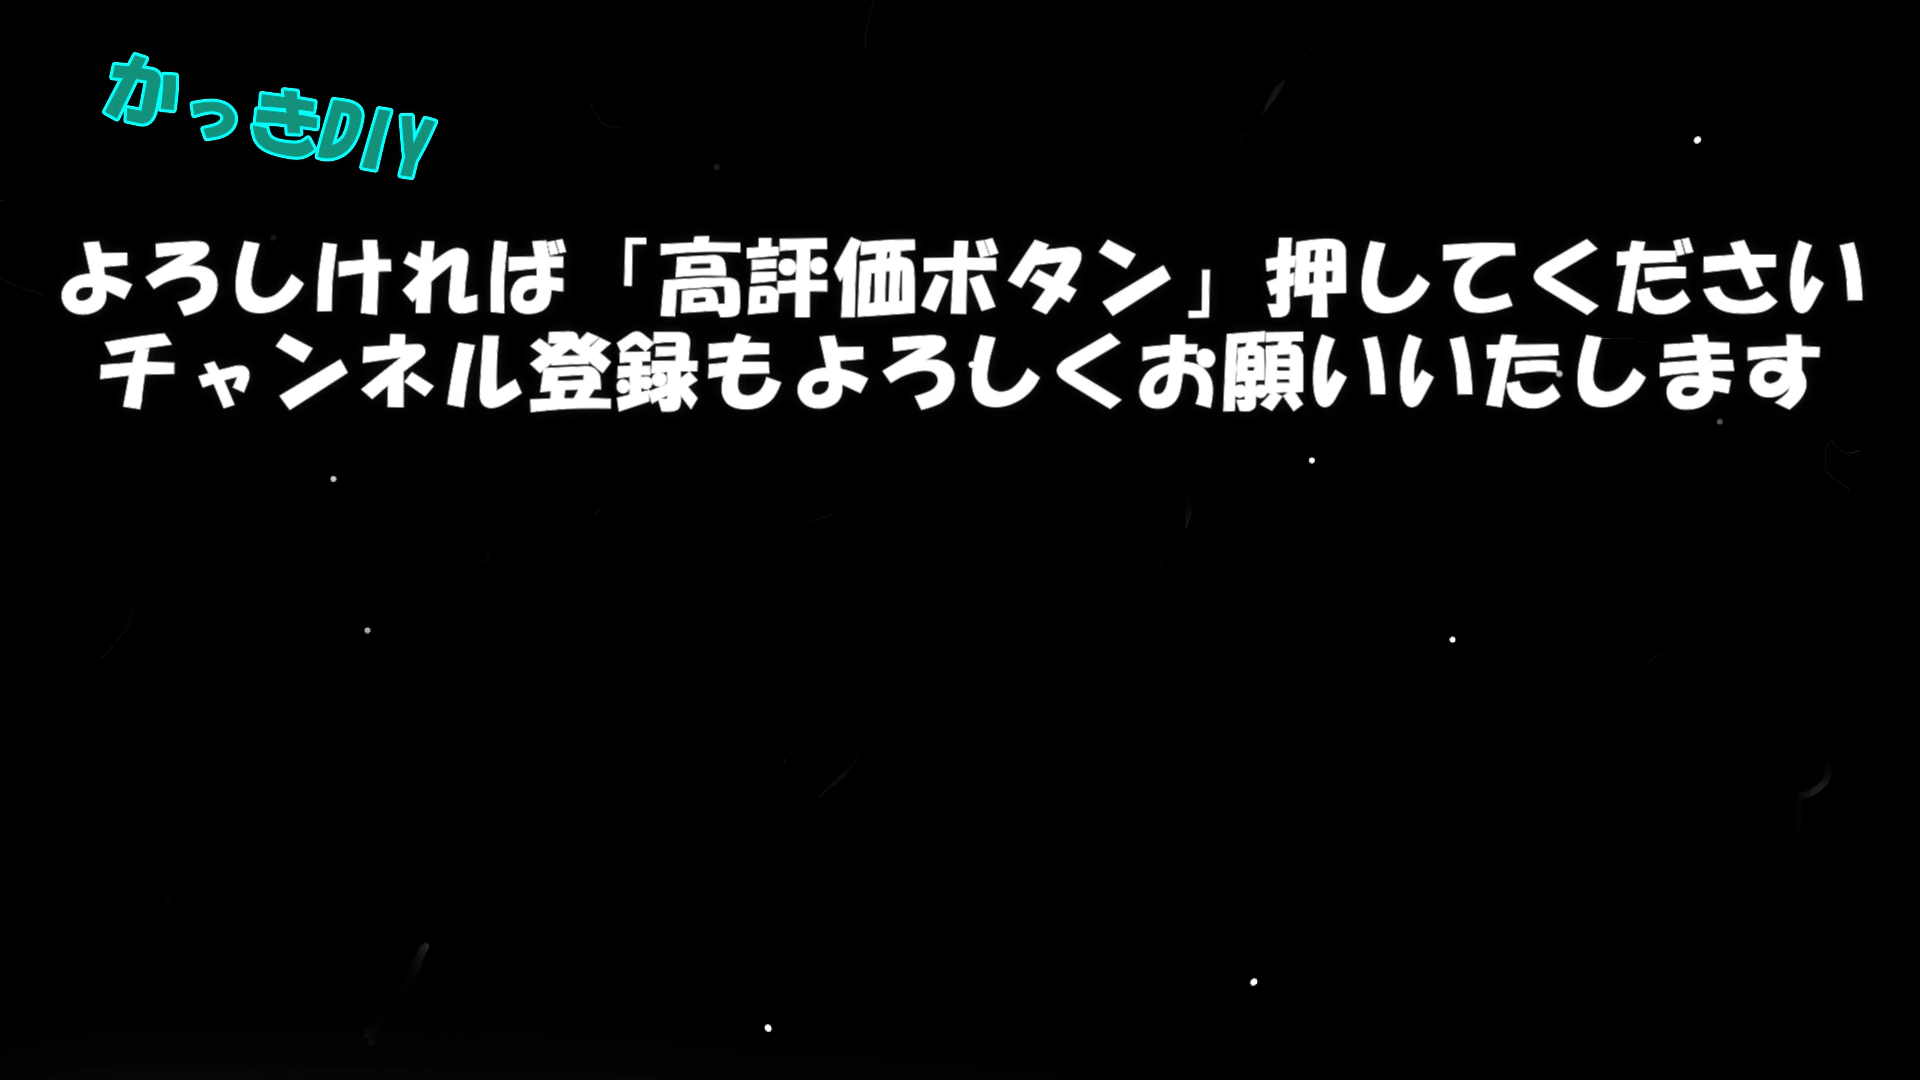 かっきDIY
よろしければ「高評価ボタン」押してください
チャンネル登録もよろしくお願いいたします